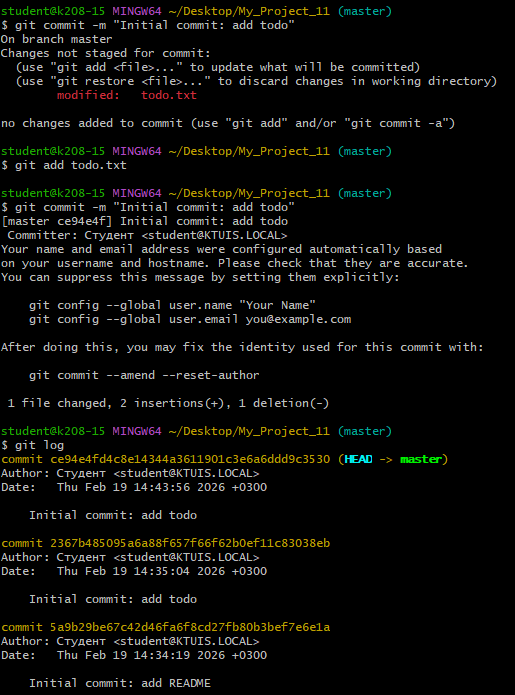 student@k208-15 MINGW64 ~/Desktop/My_Project_11 (master)
$ git commit -m "Initial commit: add todo"
On branch master
Changes not staged for commit:
  (use "git add <file>..." to update what will be committed)
  (use "git restore <file>..." to discard changes in working directory)
        modified:   todo.txt

no changes added to commit (use "git add" and/or "git commit -a")

student@k208-15 MINGW64 ~/Desktop/My_Project_11 (master)
$ git add todo.txt

student@k208-15 MINGW64 ~/Desktop/My_Project_11 (master)
$ git commit -m "Initial commit: add todo"
[master ce94e4f] Initial commit: add todo
 Committer: Студент <student@KTUIS.LOCAL>
Your name and email address were configured automatically based
on your username and hostname. Please check that they are accurate.
You can suppress this message by setting them explicitly:

    git config --global user.name "Your Name"
    git config --global user.email you@example.com

After doing this, you may fix the identity used for this commit with:

    git commit --amend --reset-author

 1 file changed, 2 insertions(+), 1 deletion(-)

student@k208-15 MINGW64 ~/Desktop/My_Project_11 (master)
$ git log
commit ce94e4fd4c8e14344a3611901c3e6a6ddd9c3530 (HEAD -> master)
Author: Студент <student@KTUIS.LOCAL>
Date:   Thu Feb 19 14:43:56 2026 +0300

    Initial commit: add todo

commit 2367b485095a6a88f657f66f62b0ef11c83038eb
Author: Студент <student@KTUIS.LOCAL>
Date:   Thu Feb 19 14:35:04 2026 +0300

    Initial commit: add todo

commit 5a9b29be67c42d46fa6f8cd27fb80b3bef7e6e1a
Author: Студент <student@KTUIS.LOCAL>
Date:   Thu Feb 19 14:34:19 2026 +0300

    Initial commit: add README